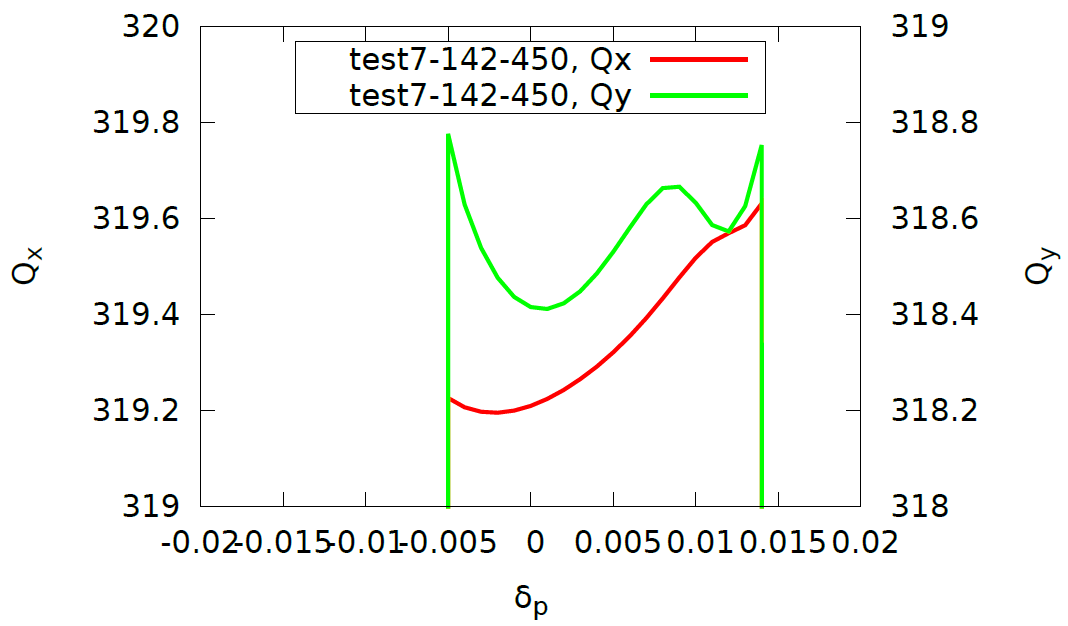 320
319.8
319.6
319.4
319.2
319
319
318.8
318.6
318.4
318.2
318
-0.02 -0.015 -0.01 -0.005 0 0.005 0.01 0.015 0.02
Qx
Qy
δp
test7-142-450, Qx
test7-142-450, Qy